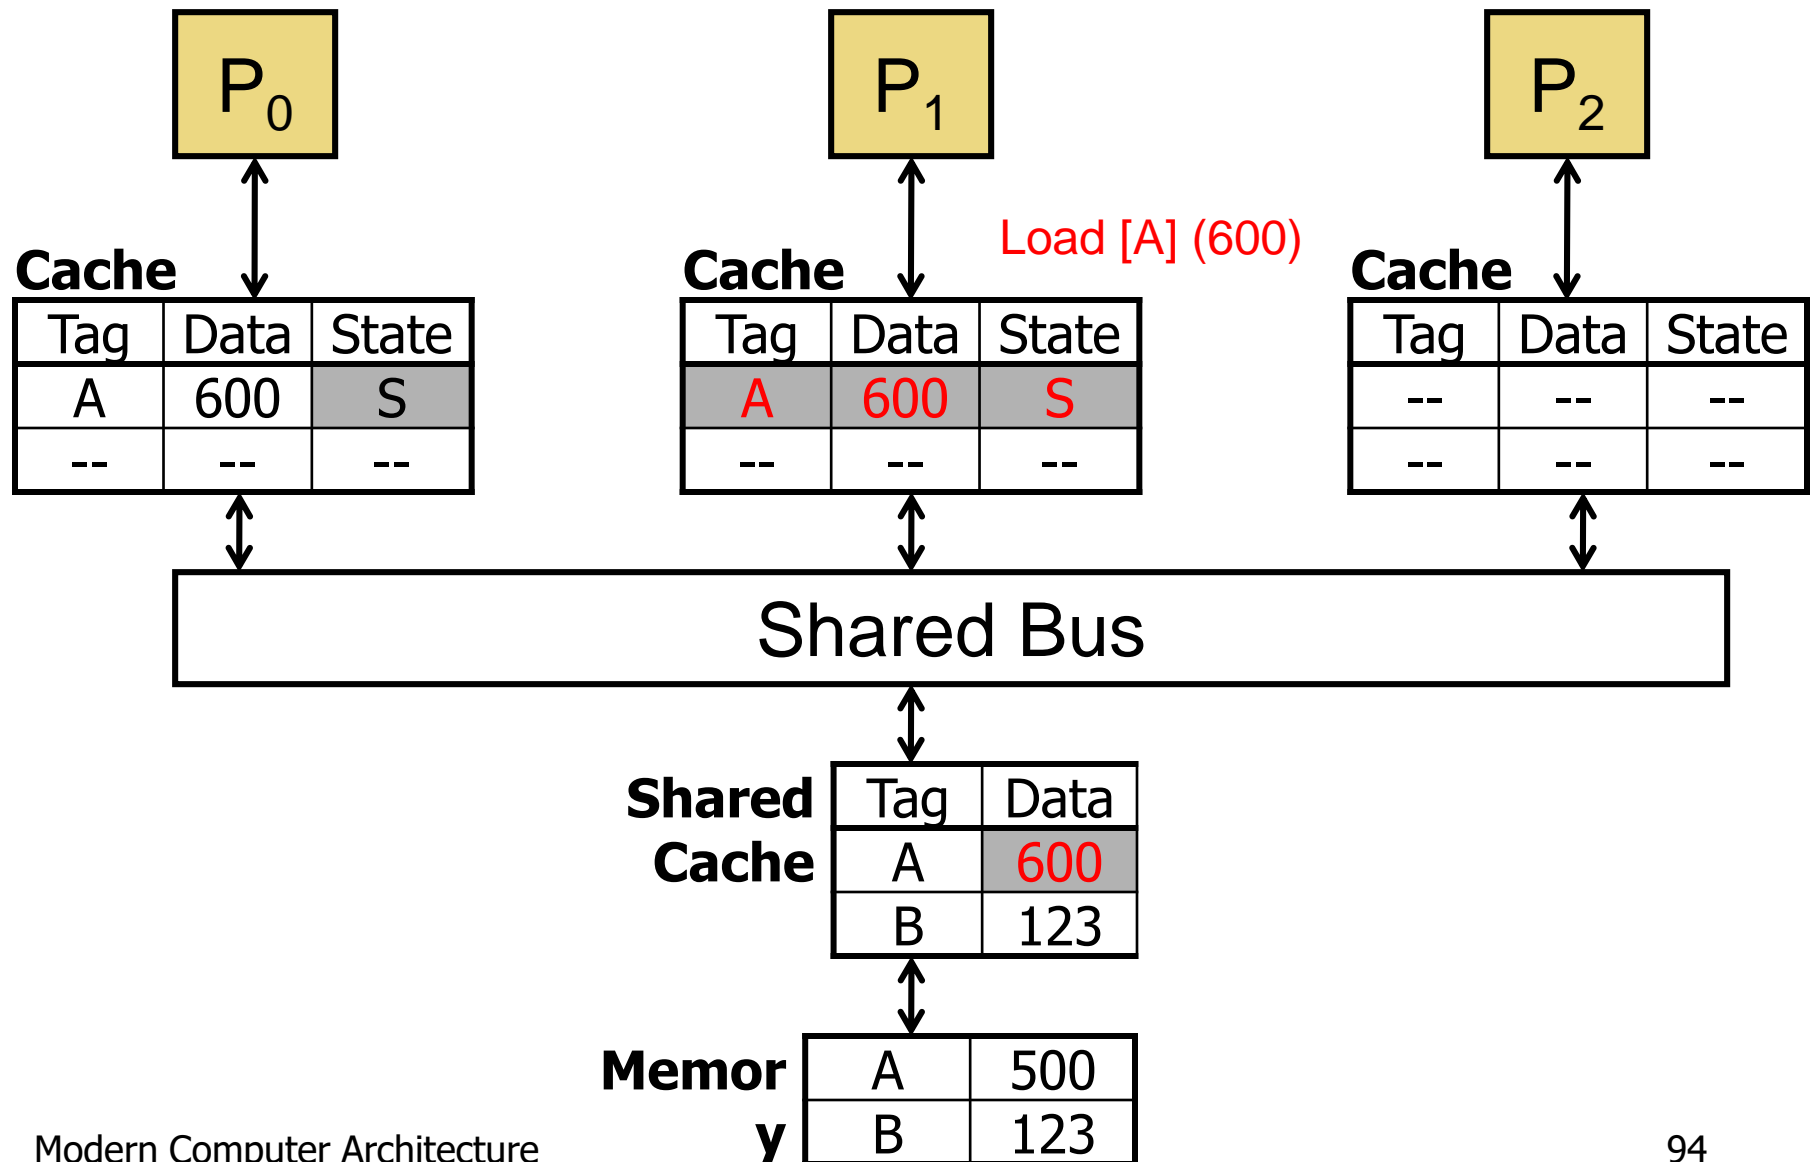 P0 P1 P2
Load [A] (600)
Cache Cache Cache
Tag Data State Tag Data State Tag Data State
A 600 S A 600 S -- -- --
-- -- -- -- -- -- -- -- --
Shared Bus
Shared Tag Data
Cache A 600
B 123
Memor A 500
y B 123
Modern Computer Architecture 94